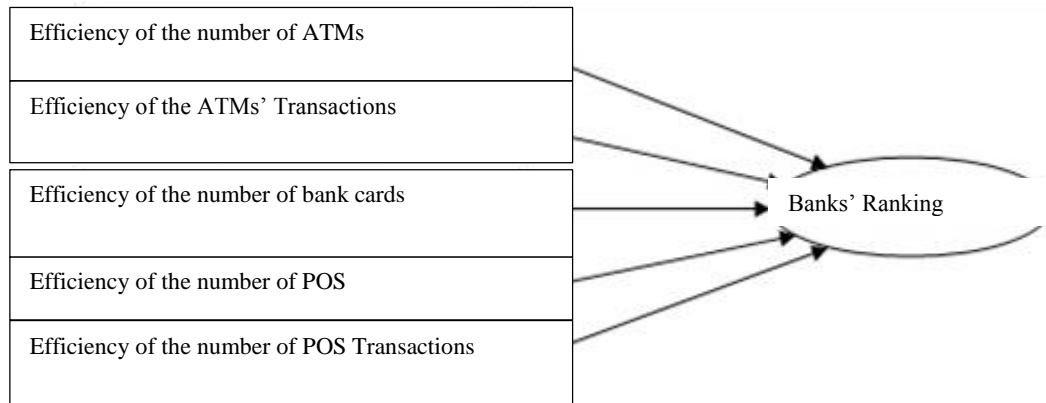 Efficiency of the number of ATMs
Efficiency of the ATMs’ Transactions
Efficiency of the number of bank cards
Banks’ Ranking
Efficiency of the number of POS
Efficiency of the number of POS Transactions